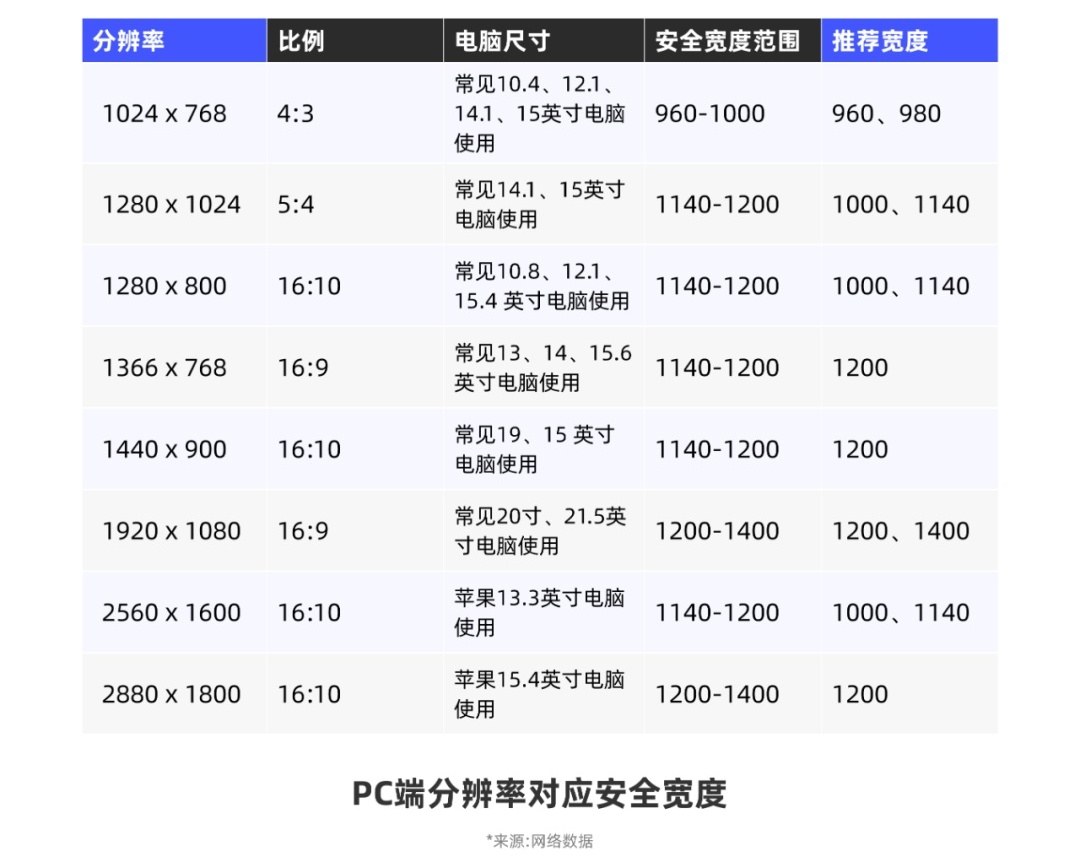 分辨率 比例 电脑尺寸 安全宽度范围 推荐宽度
常见10.4、12.1、
1024 x 768 4:3 14.1、15英寸电脑 960-1000 960、980
使用
常见14.1、15英寸
1280 x 1024 5:4 1140-1200 1000、1140
电脑使用
常见10.8、12.1、
1280 x 800 16:10 1140-1200 1000、1140
15.4 英寸电脑使用
常见13、14、15.6
1366 x 768 16:9 1140-1200 1200
英寸电脑使用
常见19、15 英寸
1440 x 900 16:10 1140-1200 1200
电脑使用
常见20寸、21.5英
1920 x 1080 16:9 1200-1400 1200、1400
寸电脑使用
苹果13.3英寸电脑
2560 x 1600 16:10 1140-1200 1000、1140
使用
苹果15.4英寸电脑
2880 x 1800 16:10 1200-1400 1200
使用
PC端分辨率对应安全宽度
*来源:网络数据